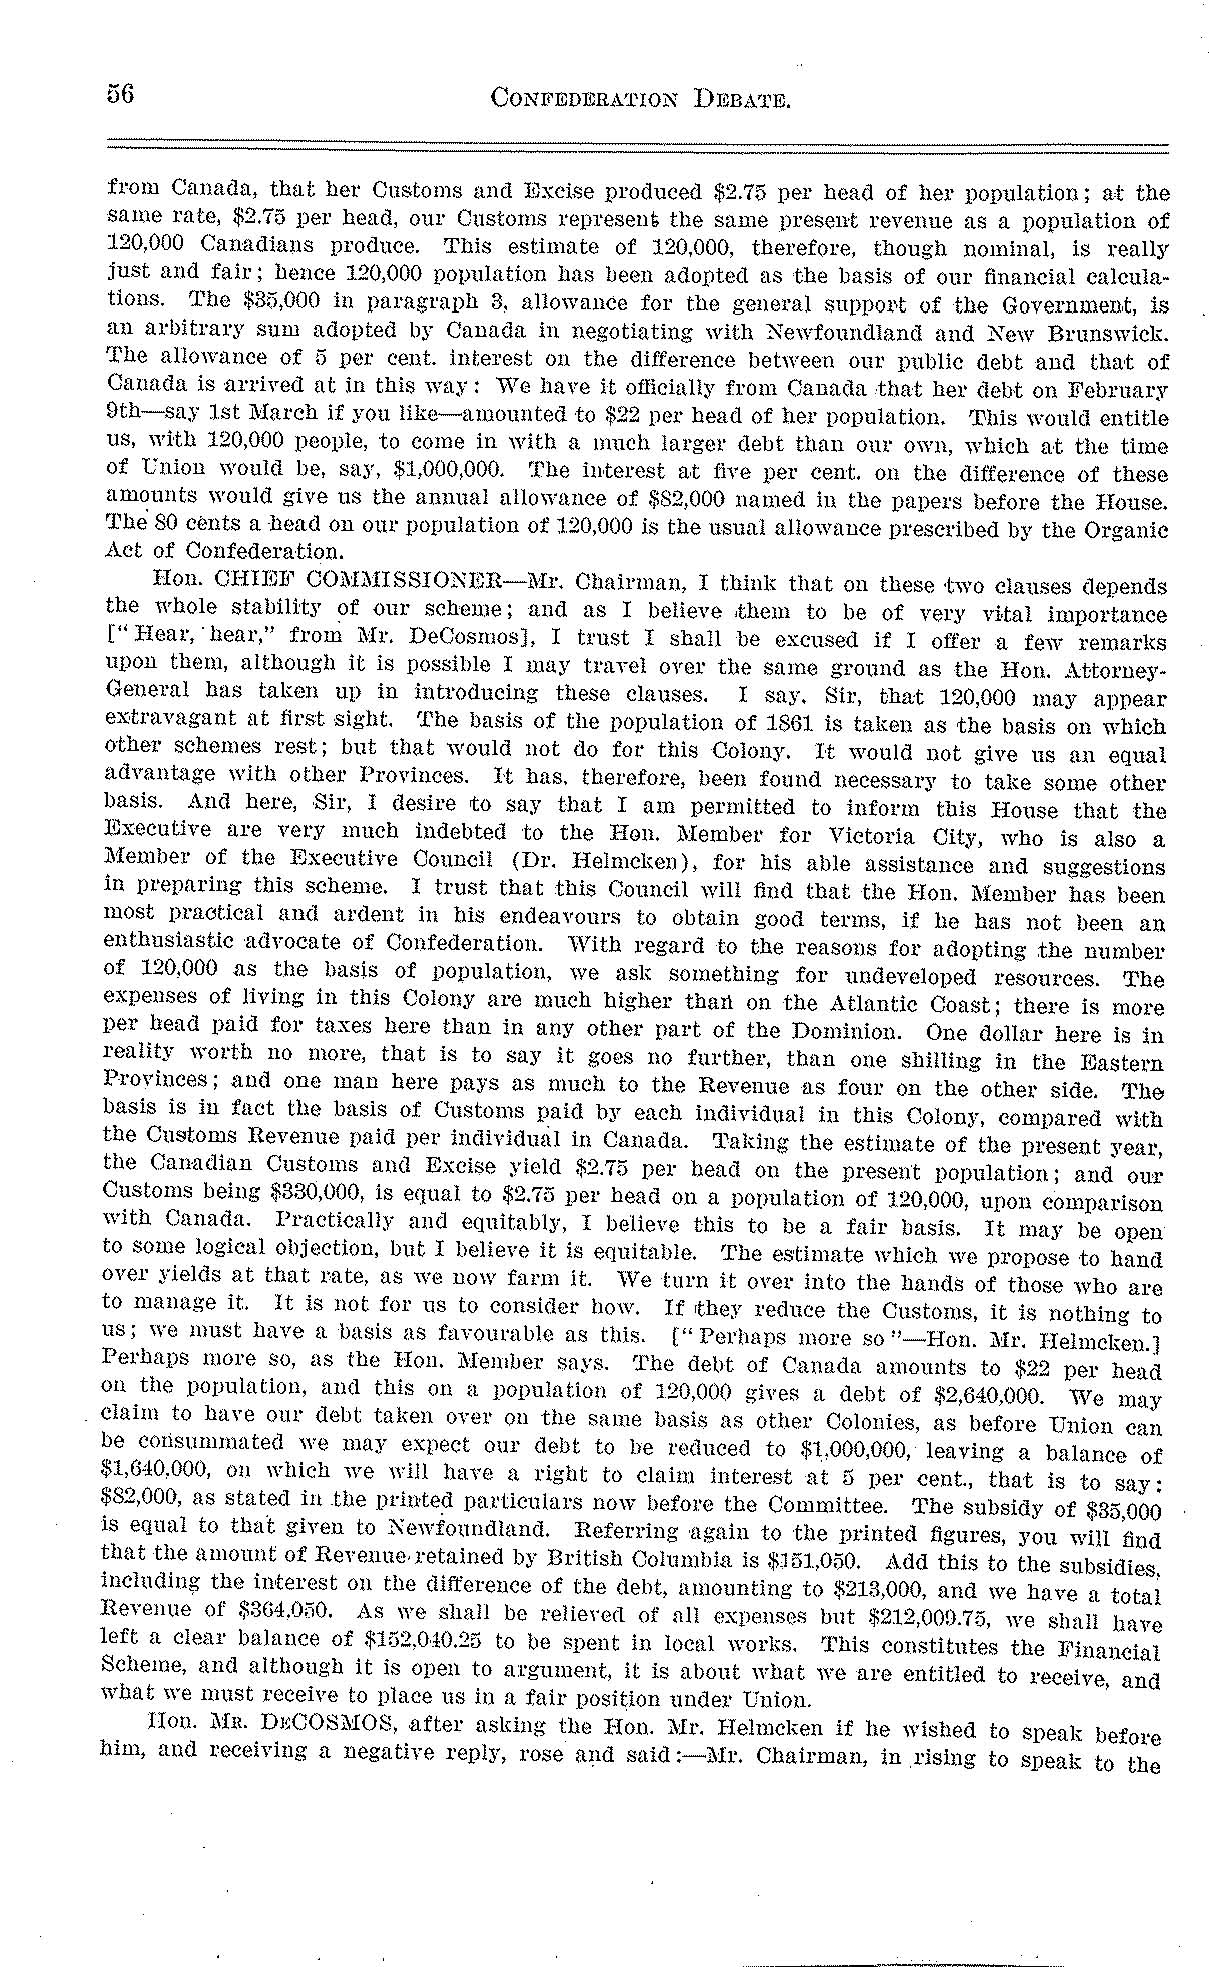 56
CONFEDERATION DEBATE.
from Canada, that her Customs and Excise produced $2.75 per head of her population; at the
same rate, $2.75 per head, our Customs represent the same present revenue as a population of
120,000 Canadians produce. This estimate of 120,000, therefore, though nominal, is really
just and fair; hence 120,000 population has been adopted as the basis of our financial calcula-
tions. The $35,000 in paragraph 3, allowance for the general support of the Government, is
an arbitrary sum adopted by Canada in negotiating with Newfoundland and New Brunswick.
The allowance of 5 per cent. interest on the difference between our public debt and that of
Canada is arrived at in this way: We have it officially from Canada that her debt on February
9th—say 1st March if you like—amounted to $22 per head of her population. This would entitle
us, with 120,000 people, to come in with a much larger debt than our own, which at the time
of Union would be, say, $1,000,000. The interest at five per cent. on the difference of these
amounts would give us the annual allowance of $82,000 named in the papers before the House.
The 80 cents a head on our population of 120,000 is the usual allowance prescribed by the Organic
Act of Confederation.
Hon. CHIEF COMMISSIONER—Mr. Chairman, I think that on these two clauses depends
the whole stability of our scheme; and as I believe them to be of very vital importance
["Hear, hear," from Mr. DeCosmos], I trust I shall be excused if I offer a few remarks
upon them, although it is possible I may travel over the same ground as the Hon. Attorney-
General has taken up in introducing these clauses. I say, Sir, that 120,000 may appear
extravagant at first sight. The basis of the population of 1861 is taken as the basis on which
other schemes rest; but that would not do for this Colony. It would not give us an equal
advantage with other Provinces. It has, therefore, been found necessary to take some other
basis. And here, Sir, I desire to say that I am permitted to inform this House that the
Executive are very much indebted to the Hon. Member for Victoria City, who is also a
Member of the Executive Council (Dr. Helmcken), for his able assistance and suggestions
in preparing this scheme. I trust that this Council will find that the Hon. Member has been
most practical and ardent in his endeavours to obtain good terms, if he has not been an
enthusiastic advocate of Confederation. With regard to the reasons for adopting the number
of 120,000 as the basis of population, we ask something for undeveloped resources. The
expenses of living in this Colony are much higher than on the Atlantic Coast; there is more
per head paid for taxes here than in any other part of the Dominion. One dollar here is in
reality worth no more, that is to say it goes no further, than one shilling in the Eastern
Provinces; and one man here pays as much to the Revenue as four on the other side. The
basis is in fact the basis of Customs paid by each individual in this Colony, compared with
the Customs Revenue paid per individual in Canada. Taking the estimate of the present year,
the Canadian Customs and Excise yield $2.75 per head on the present population; and our
Customs being $330,000, is equal to $2.75 per head on a population of 120,000, upon comparison
with Canada. Practically and equitably, I believe this to be a fair basis. It may be open
to some logical objection, but I believe it is equitable. The estimate which we propose to hand
over yields at that rate, as we now farm it. We turn it over into the hands of those who are
to manage it. It is not for us to consider how. If they reduce the Customs, it is nothing to
us; we must have a basis as favourable as this. ["Perhaps more so"—Hon. Mr. Helmcken.]
Perhaps more so, as the Hon. Member says. The debt of Canada amounts to $22 per head
on the population, and this on a population of 120,000 gives a debt of $2,640,000. We may
claim to have our debt taken over on the same basis as other Colonies, as before Union can
be consummated we may expect our debt to be reduced to $1,000,000, leaving a balance of
$1,640,000, on which we will have a right to claim interest at 5 per cent., that is to say:
$82,000, as stated in the printed particulars now before the Committee. The subsidy of $35,000
is equal to that given to Newfoundland. Referring again to the printed figures, you will find
that the amount of Revenue retained by British Columbia is $151,050. Add this to the subsidies,
including the interest on the difference of the debt, amounting to $213,000, and we have a total
Revenue of $364,050. As we shall be relieved of all expenses but $212,009.75, we shall have
left a clear balance of $152,040.25 to be spent in local works. This constitutes the Financial
Scheme, and although it is open to argument, it is about what we are entitled to receive, and
what we must receive to place us in a fair position under Union.
Hon. MR. DECOSMOS, after asking the Hon. Mr. Helmcken if he wished to speak before
him, and receiving a negative reply, rose and said:—Mr. Chairman, in rising to speak to the